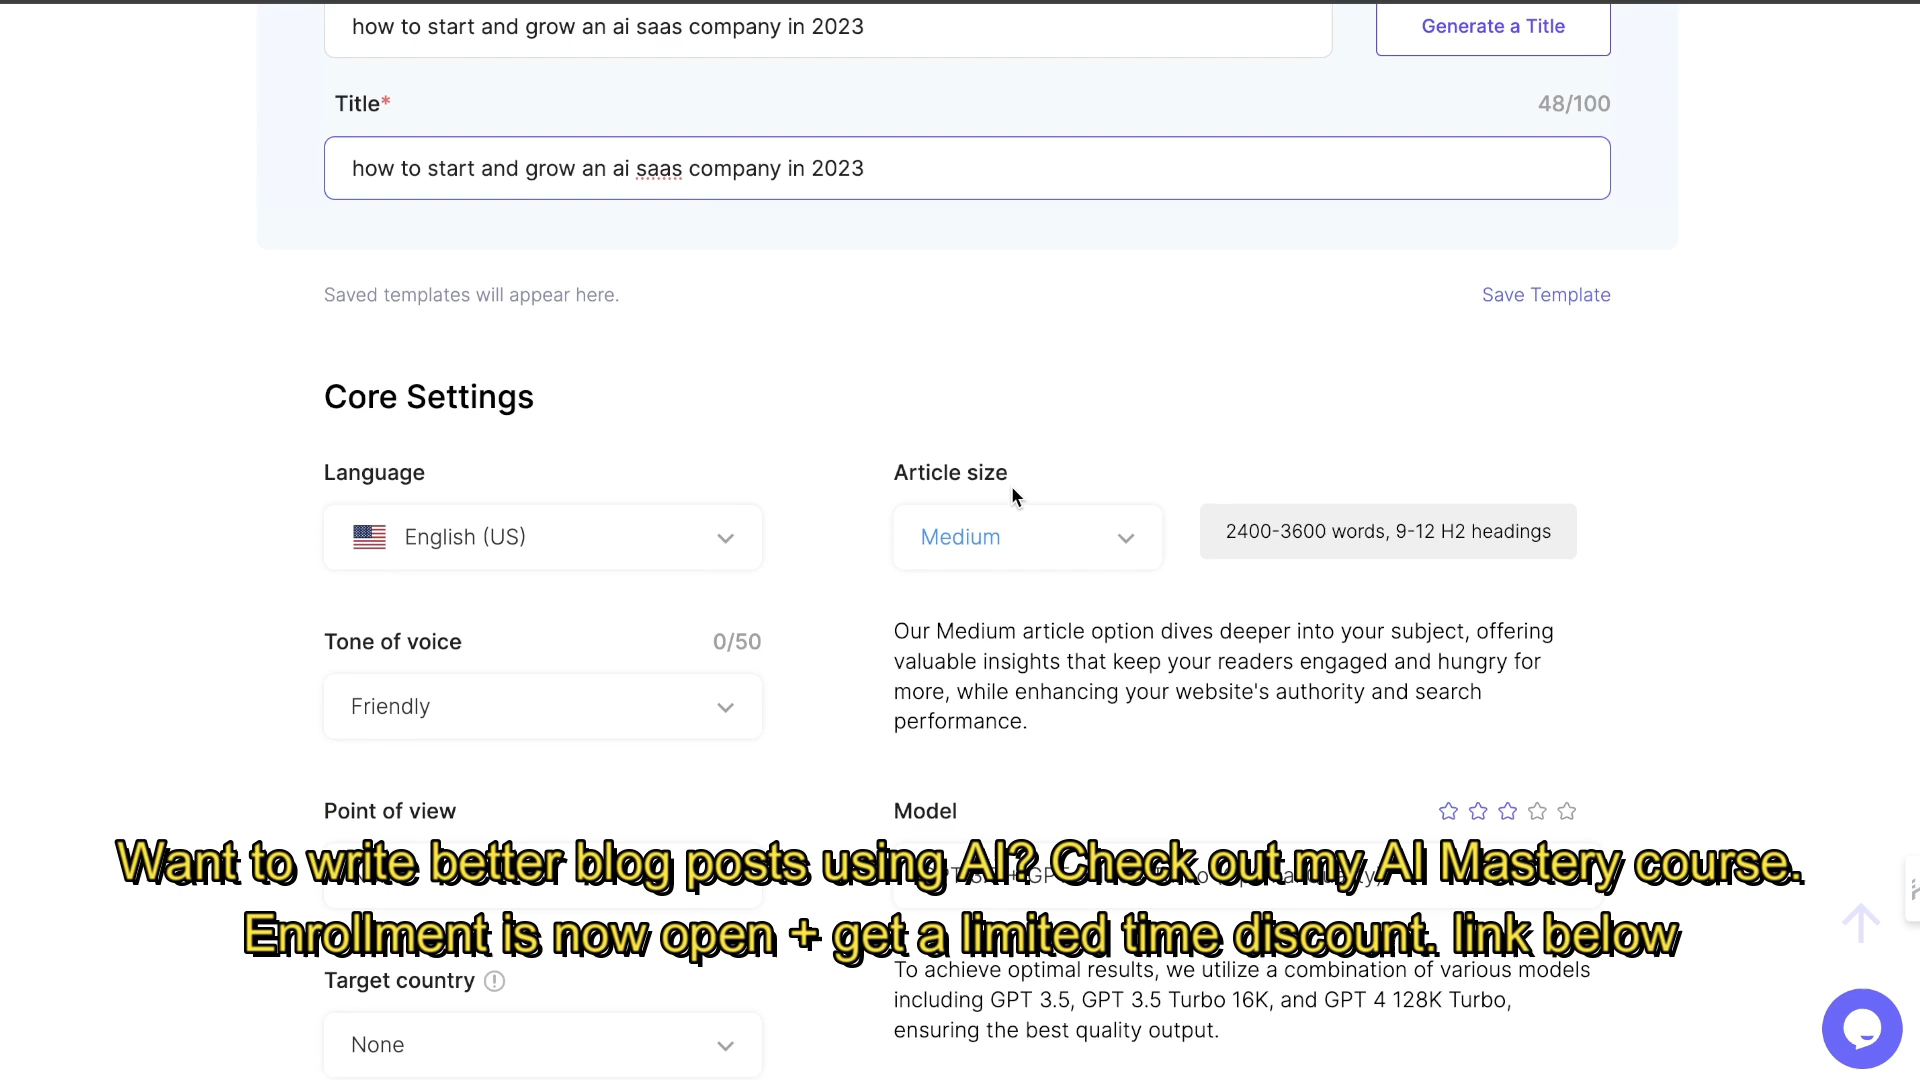 how to start and grow an ai saas company in 2023
Generate a Title
Title*
48/100
how to start and grow an ai saas company in 2023
Saved templates will appear here.
Save Template
Core Settings
Language
Article size
English (US)
Medium
2400-3600 words, 9-12 H2 headings
Tone of voice
0/50
Friendly
Our Medium article option dives deeper into your subject, offering
valuable insights that keep your readers engaged and hungry for
more, while enhancing your website's authority and search
performance.
Point of view
Model
Want to write better blog posts using AI? Check out my AI Mastery course.
Enrollment is now open + get a limited time discount. link below
Target country
None
To achieve optimal results, we utilize a combination of various models
including GPT 3.5, GPT 3.5 Turbo 16K, and GPT 4 128K Turbo,
ensuring the best quality output.